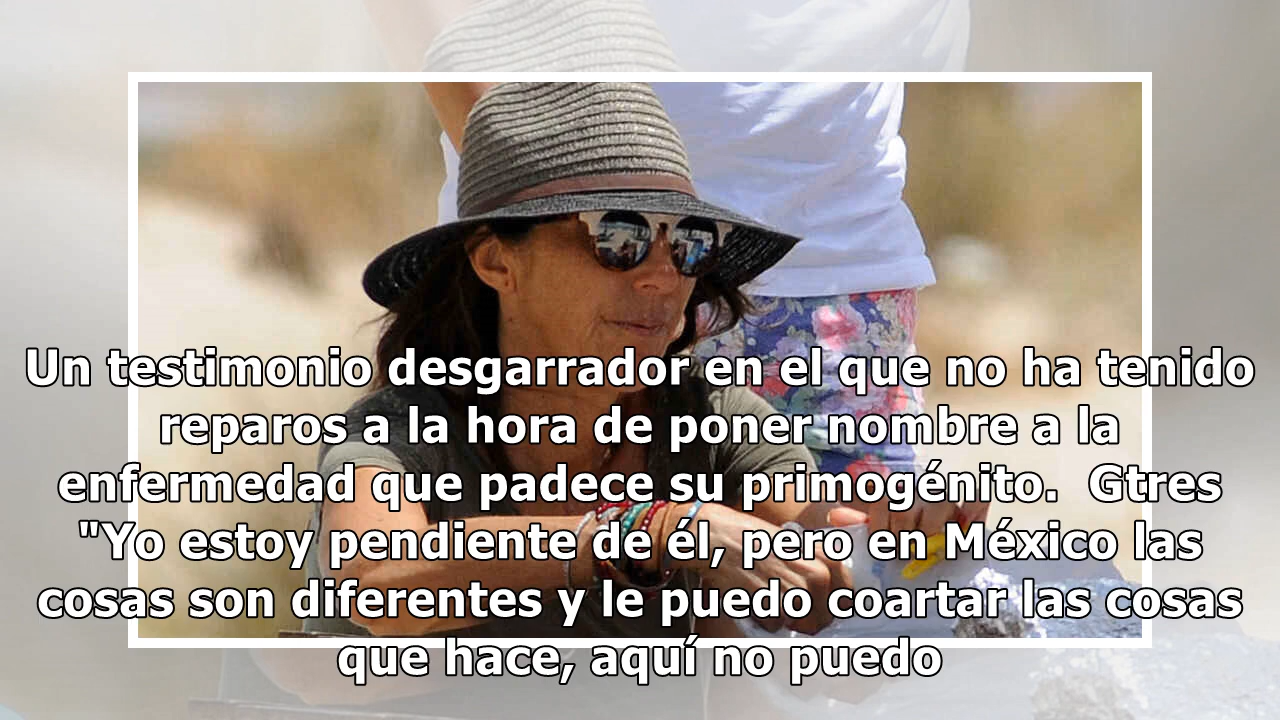 Un testimonio desgarrador en el que no ha tenido
reparos a la hora de poner nombre a la
enfermedad que padece su primogénito.  Gtres
"Yo estoy pendiente de él, pero en México las
cosas son diferentes y le puedo coartar las cosas
que hace, aquí no puedo